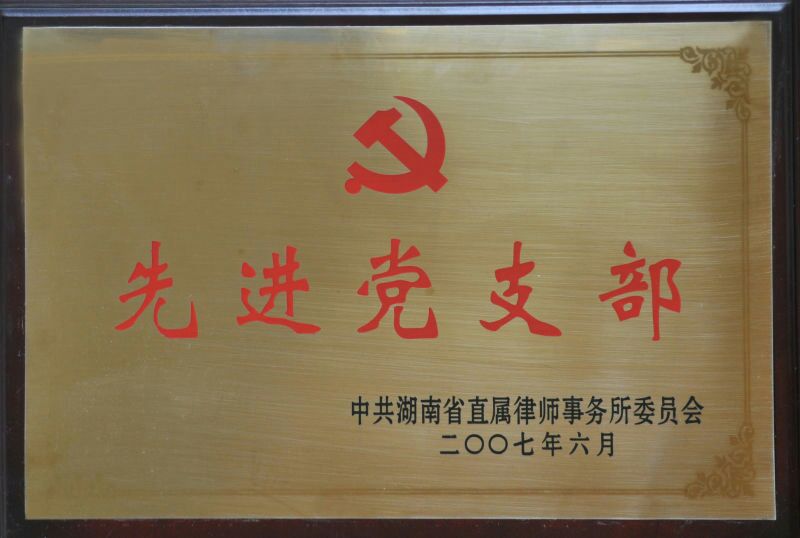 先进党支部
中共湖南省直属律师事务所委员会
二〇〇七年六月